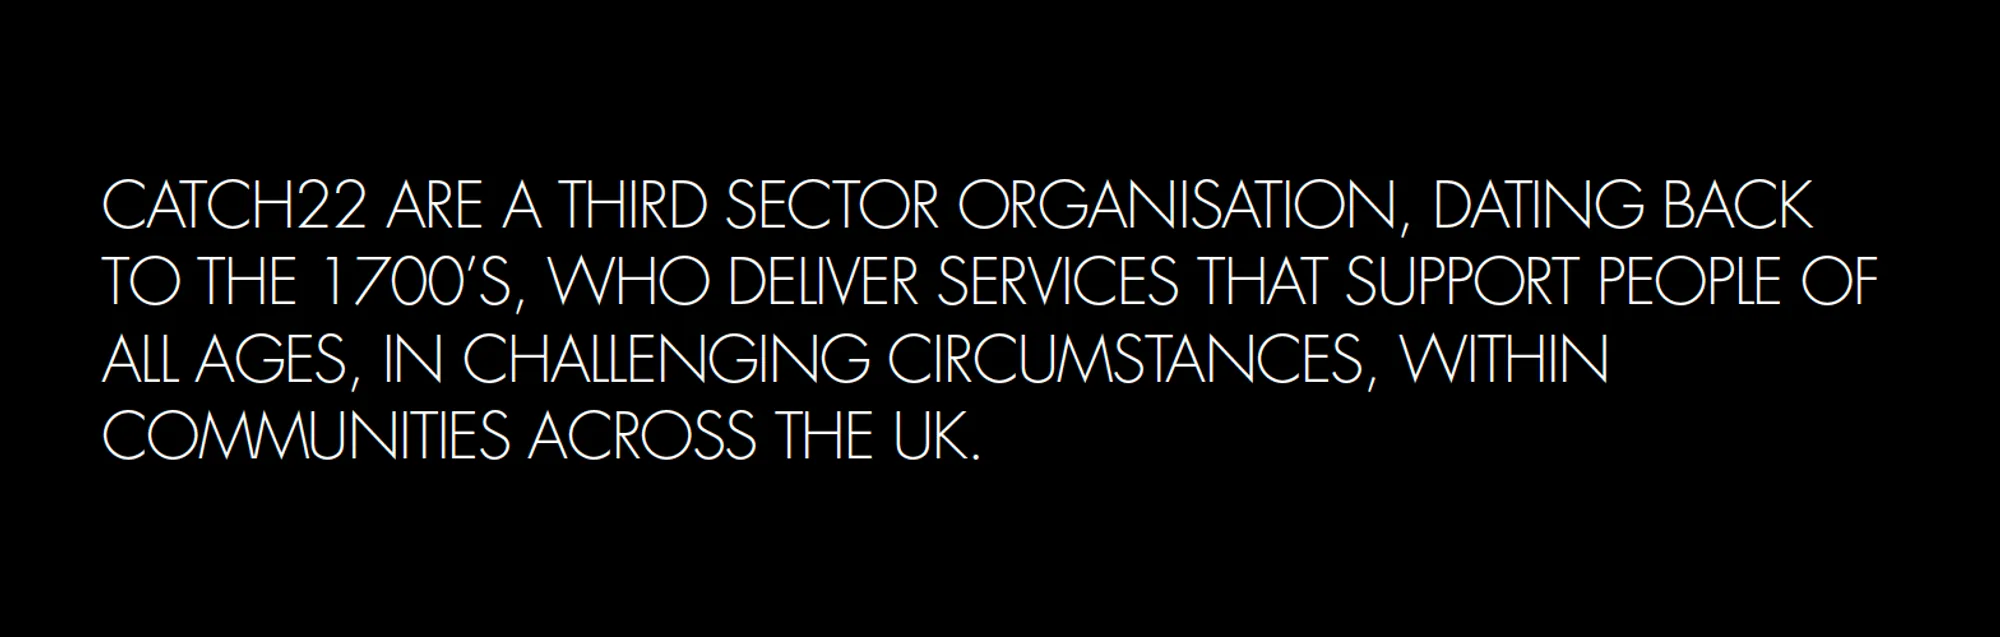 CATCH22 ARE A THIRD SECTOR ORGANISATION, DATING BACK
TO THE 1700’S, WHO DELIVER SERVICES THAT SUPPORT PEOPLE OF
ALL AGES, IN CHALLENGING CIRCUMSTANCES, WITHIN
COMMUNITIES ACROSS THE UK.